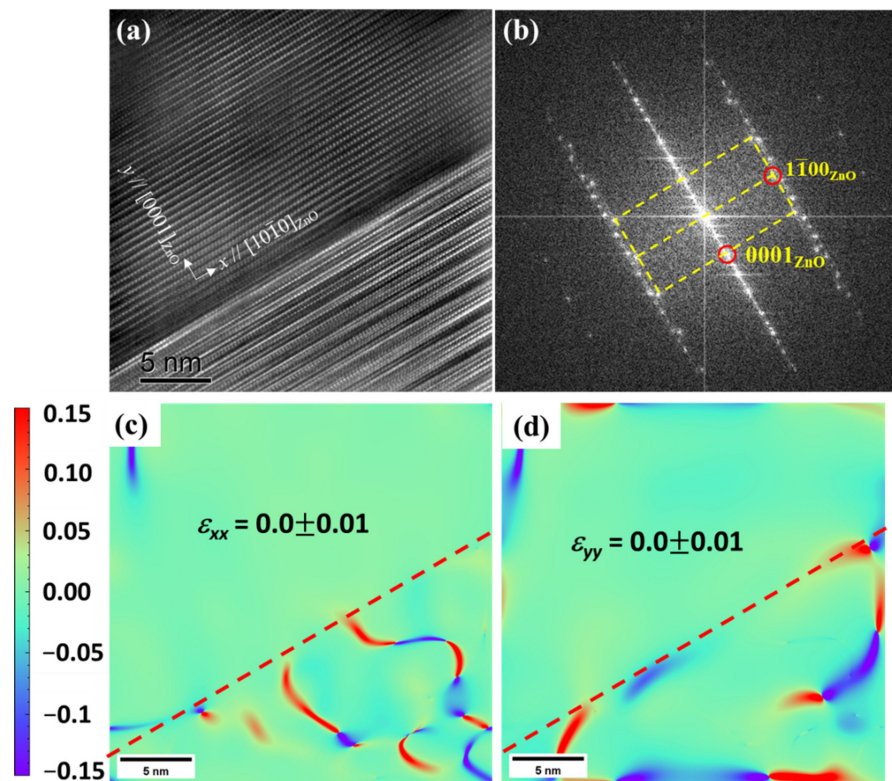 (a)
y // [0001]ZnO
x // [101̄0]ZnO
5 nm
(b)
11̄00ZnO
0001ZnO
0.15
0.10
0.05
0.00
−0.05
−0.1
−0.15
(c)
εxx = 0.0±0.01
5 nm
(d)
εyy = 0.0±0.01
5 nm